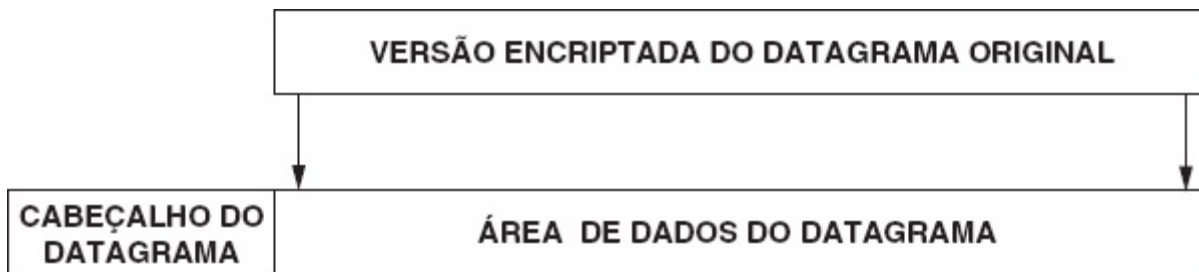 VERSÃO ENCRIPTADA DO DATAGRAMA ORIGINAL
CABEÇALHO DO
DATAGRAMA
ÁREA DE DADOS DO DATAGRAMA